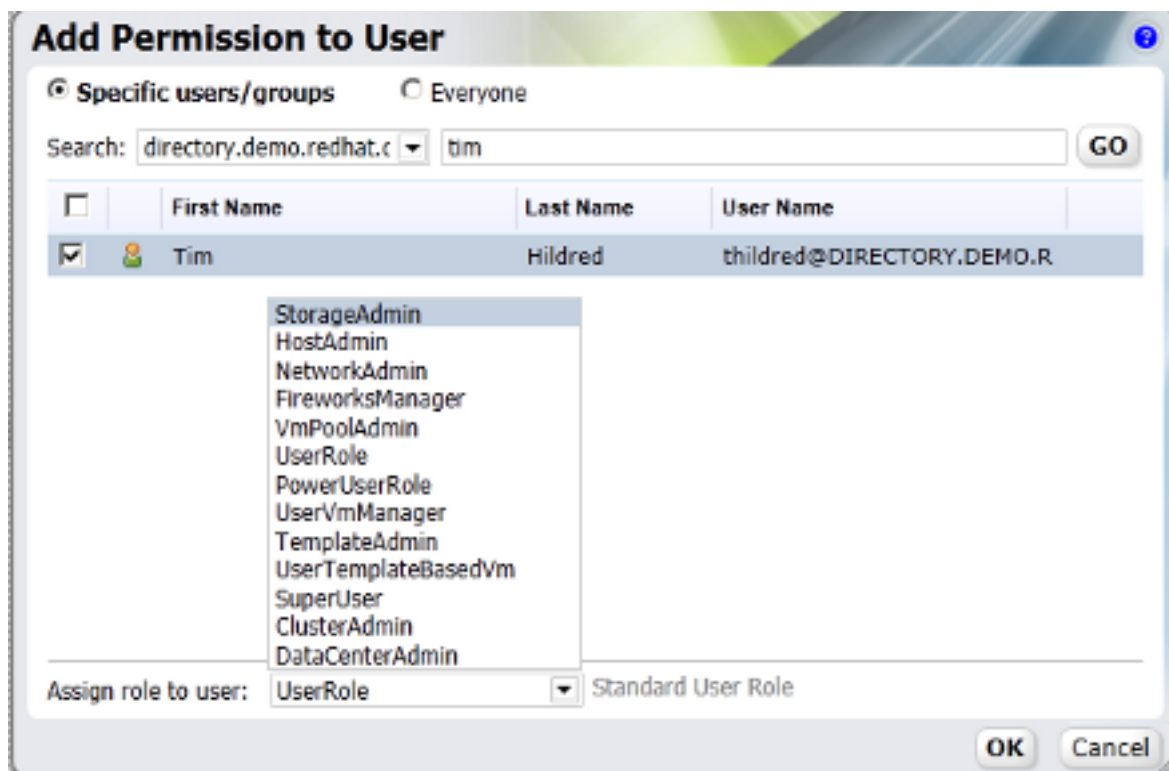 Add Permission to User
?
Specific users/groups Everyone
Search: directory.demo.redhat.c tim GO
First Name Last Name User Name
Tim Hildred thildred@DIRECTORY.DEMO.R
StorageAdmin
HostAdmin
NetworkAdmin
FireworksManager
VmPoolAdmin
UserRole
PowerUserRole
UserVmManager
TemplateAdmin
UserTemplateBasedVm
SuperUser
ClusterAdmin
DataCenterAdmin
Assign role to user: UserRole Standard User Role
OK Cancel